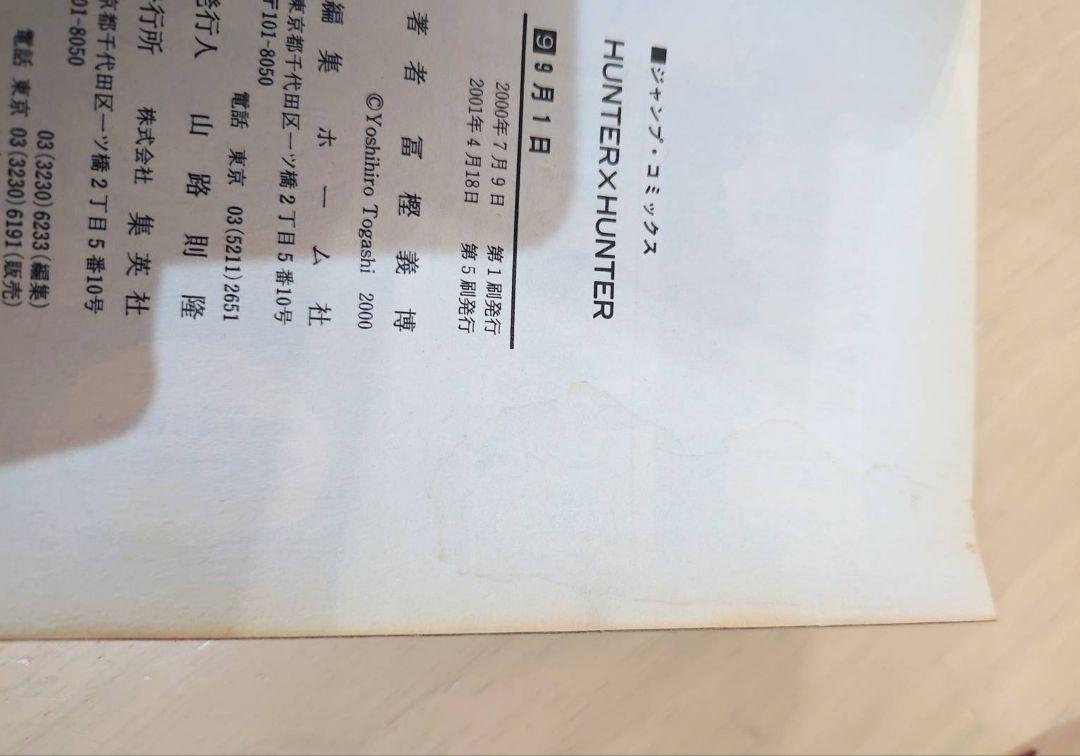 ■ジャンプ・コミックス
HUNTER×HUNTER
9 9月1日
2000年7月9日 第1刷発行
2001年4月18日 第5刷発行
著者 冨樫義博
©Yoshihiro Togashi 2000
編集 ホーム社
東京都千代田区一ツ橋2丁目5番10号
〒101-8050
電話 東京 03(5211)2651
発行人 山路則隆
発行所 株式会社 集英社
京都千代田区一ツ橋2丁目5番10号
01-8050
03(3230)6233(編集)
電話 東京 03(3230)6191(販売)